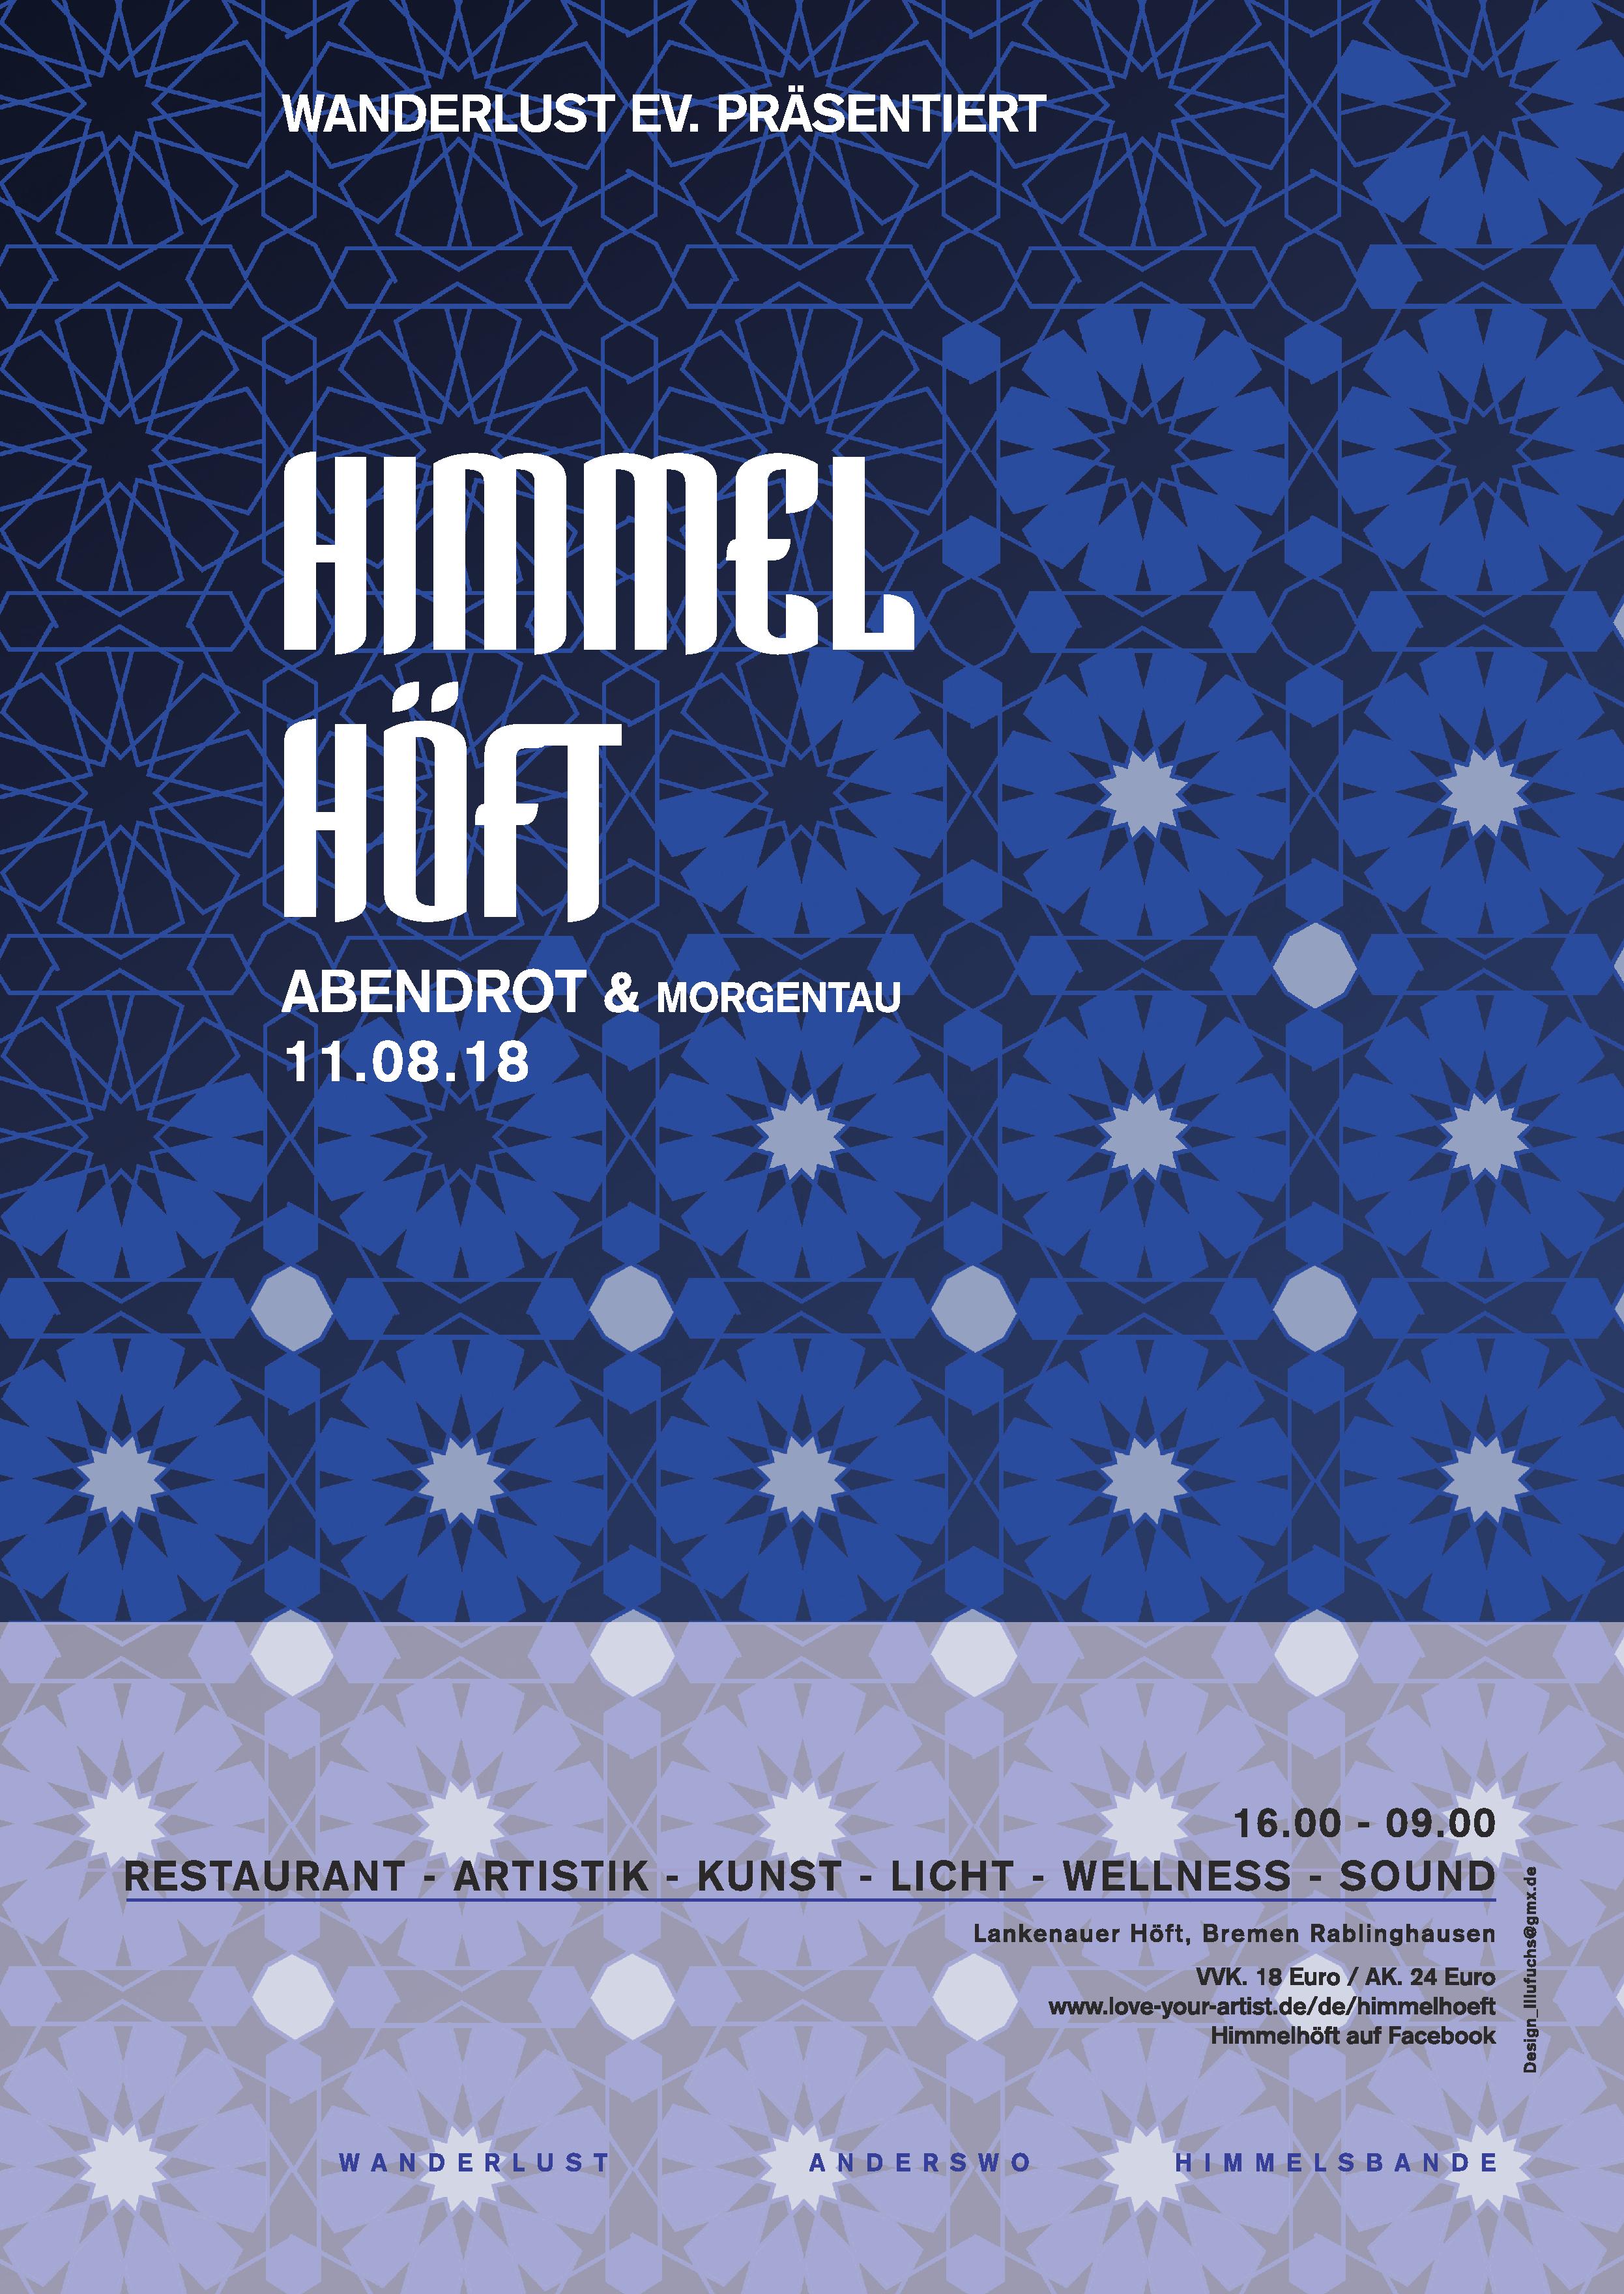 WANDERLUST EV. PRÄSENTIERT
HIMMEL
HÖFT
ABENDROT & MORGENTAU
11.08.18
16.00 - 09.00
RESTAURANT - ARTISTIK - KUNST - LICHT - WELLNESS - SOUND
Lankenauer Höft, Bremen Rablinghausen
VVK. 18 Euro / AK. 24 Euro
www.love-your-artist.de/de/himmelhoeft
Himmelhöft auf Facebook
Design_Illufuchs@gmx.de
WANDERLUST ANDERSWO HIMMELSBANDE